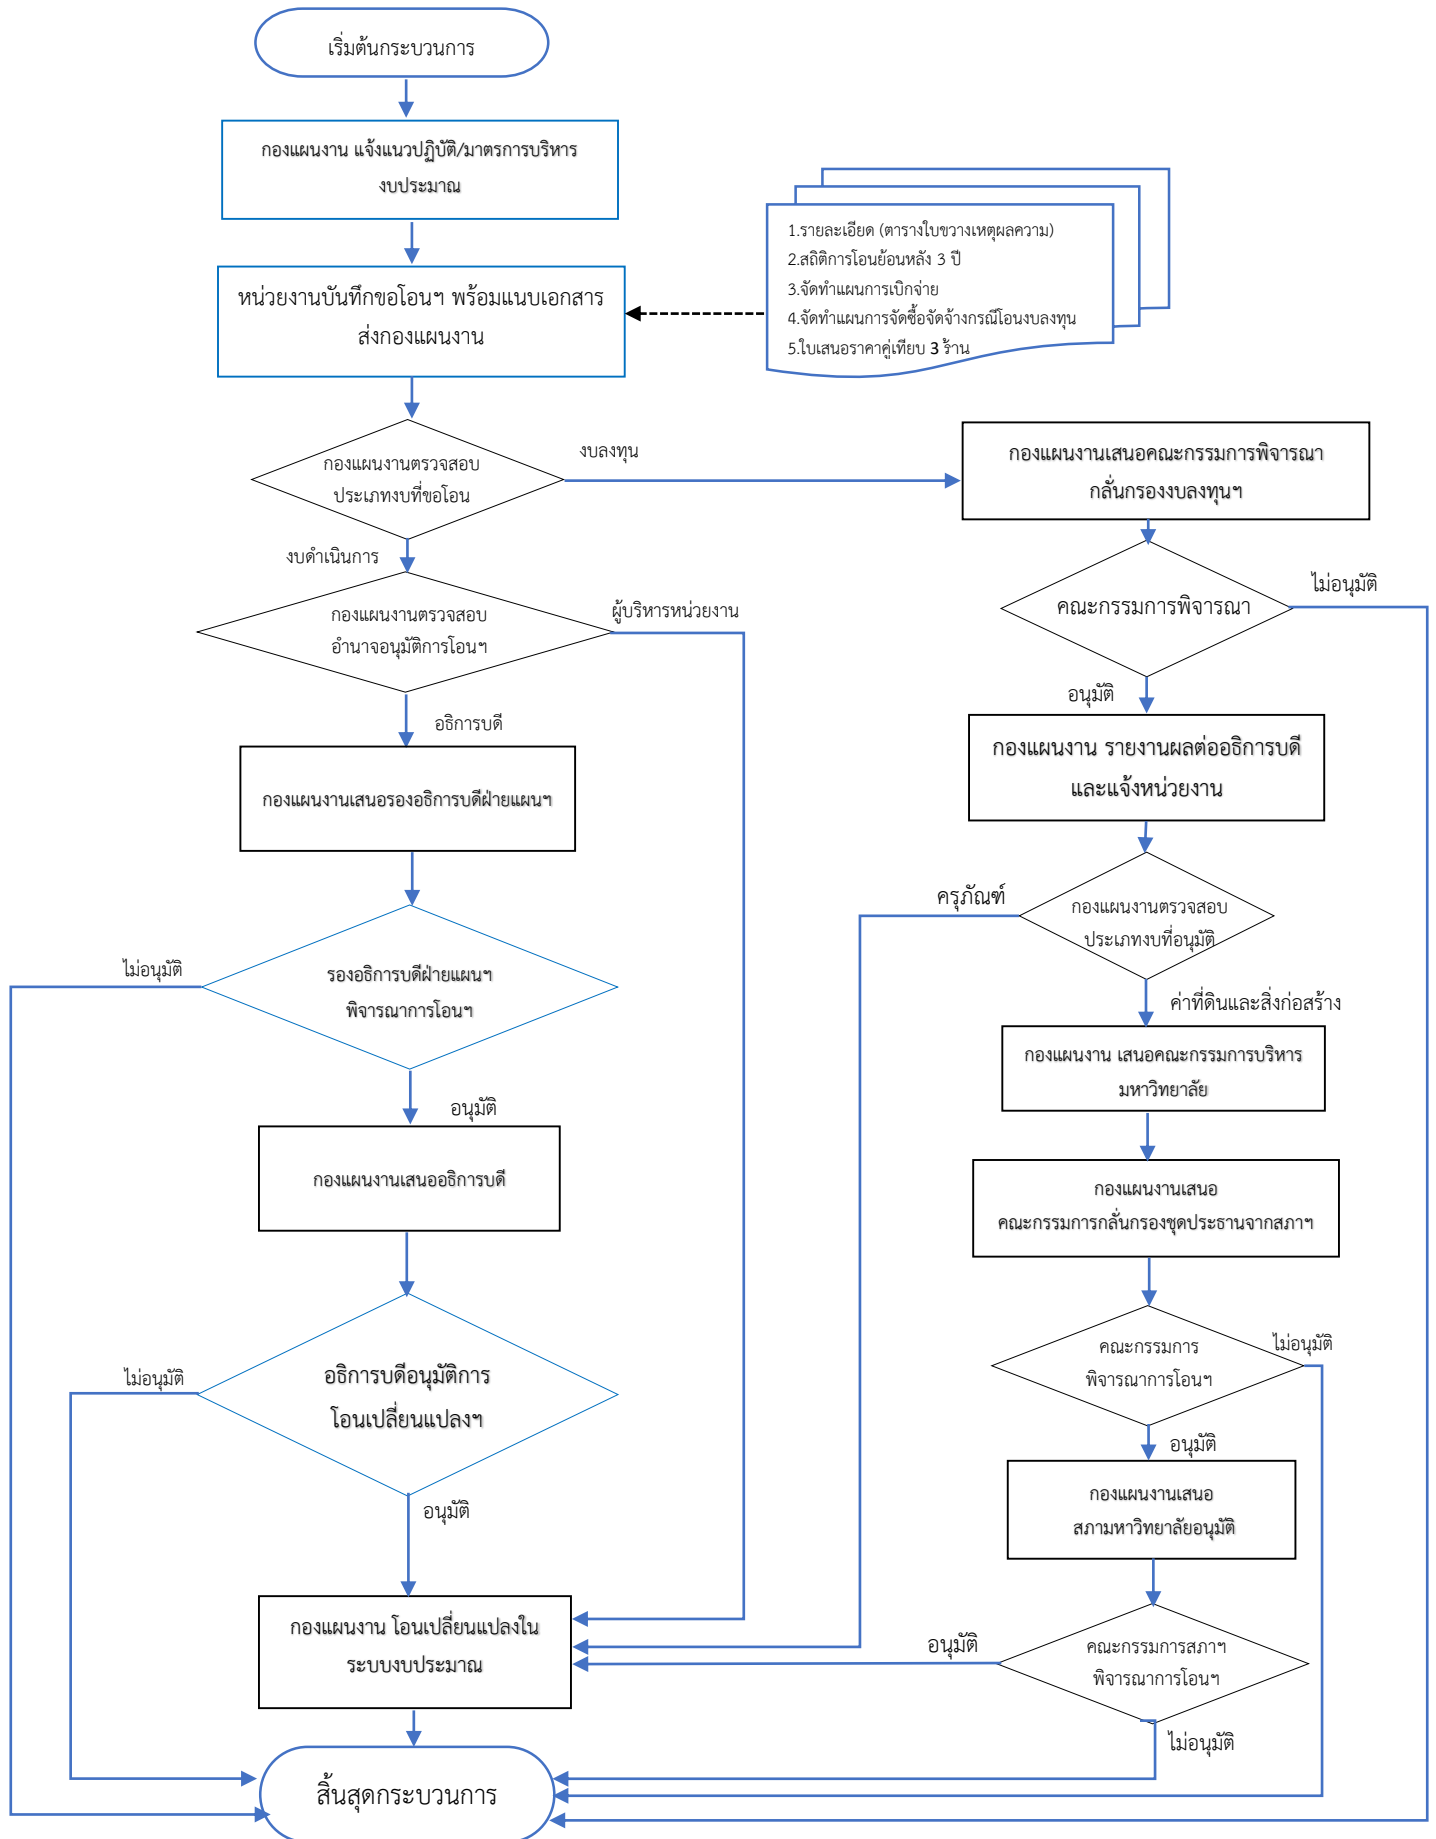 เริ่มต้นกระบวนการ
กองแผนงาน แจ้งแนวปฏิบัติ/มาตรการบริหาร
งบประมาณ
หน่วยงานบันทึกขอโอนฯ พร้อมแนบเอกสาร
ส่งกองแผนงาน
1.รายละเอียด (ตารางใบขวางเหตุผลความ)
2.สถิติการโอนย้อนหลัง 3 ปี
3.จัดทำแผนการเบิกจ่าย
4.จัดทำแผนการจัดซื้อจัดจ้างกรณีโอนงบลงทุน
5.ใบเสนอราคาคู่เทียบ 3 ร้าน
กองแผนงานตรวจสอบ
ประเภทงบที่ขอโอน
งบลงทุน
งบดำเนินการ
กองแผนงานตรวจสอบ
อำนาจอนุมัติการโอนฯ
ผู้บริหารหน่วยงาน
อธิการบดี
กองแผนงานเสนอรองอธิการบดีฝ่ายแผนฯ
รองอธิการบดีฝ่ายแผนฯ
พิจารณาการโอนฯ
ไม่อนุมัติ
อนุมัติ
กองแผนงานเสนออธิการบดี
อธิการบดีอนุมัติการ
โอนเปลี่ยนแปลงฯ
ไม่อนุมัติ
อนุมัติ
กองแผนงาน โอนเปลี่ยนแปลงใน
ระบบงบประมาณ
สิ้นสุดกระบวนการ
กองแผนงานเสนอคณะกรรมการพิจารณา
กลั่นกรองงบลงทุนฯ
คณะกรรมการพิจารณา
ไม่อนุมัติ
อนุมัติ
กองแผนงาน รายงานผลต่ออธิการบดี
และแจ้งหน่วยงาน
ครุภัณฑ์
กองแผนงานตรวจสอบ
ประเภทงบที่อนุมัติ
ค่าที่ดินและสิ่งก่อสร้าง
กองแผนงาน เสนอคณะกรรมการบริหาร
มหาวิทยาลัย
กองแผนงานเสนอ
คณะกรรมการกลั่นกรองชุดประธานจากสภาฯ
คณะกรรมการ
พิจารณาการโอนฯ
ไม่อนุมัติ
อนุมัติ
กองแผนงานเสนอ
สภามหาวิทยาลัยอนุมัติ
อนุมัติ
คณะกรรมการสภาฯ
พิจารณาการโอนฯ
ไม่อนุมัติ